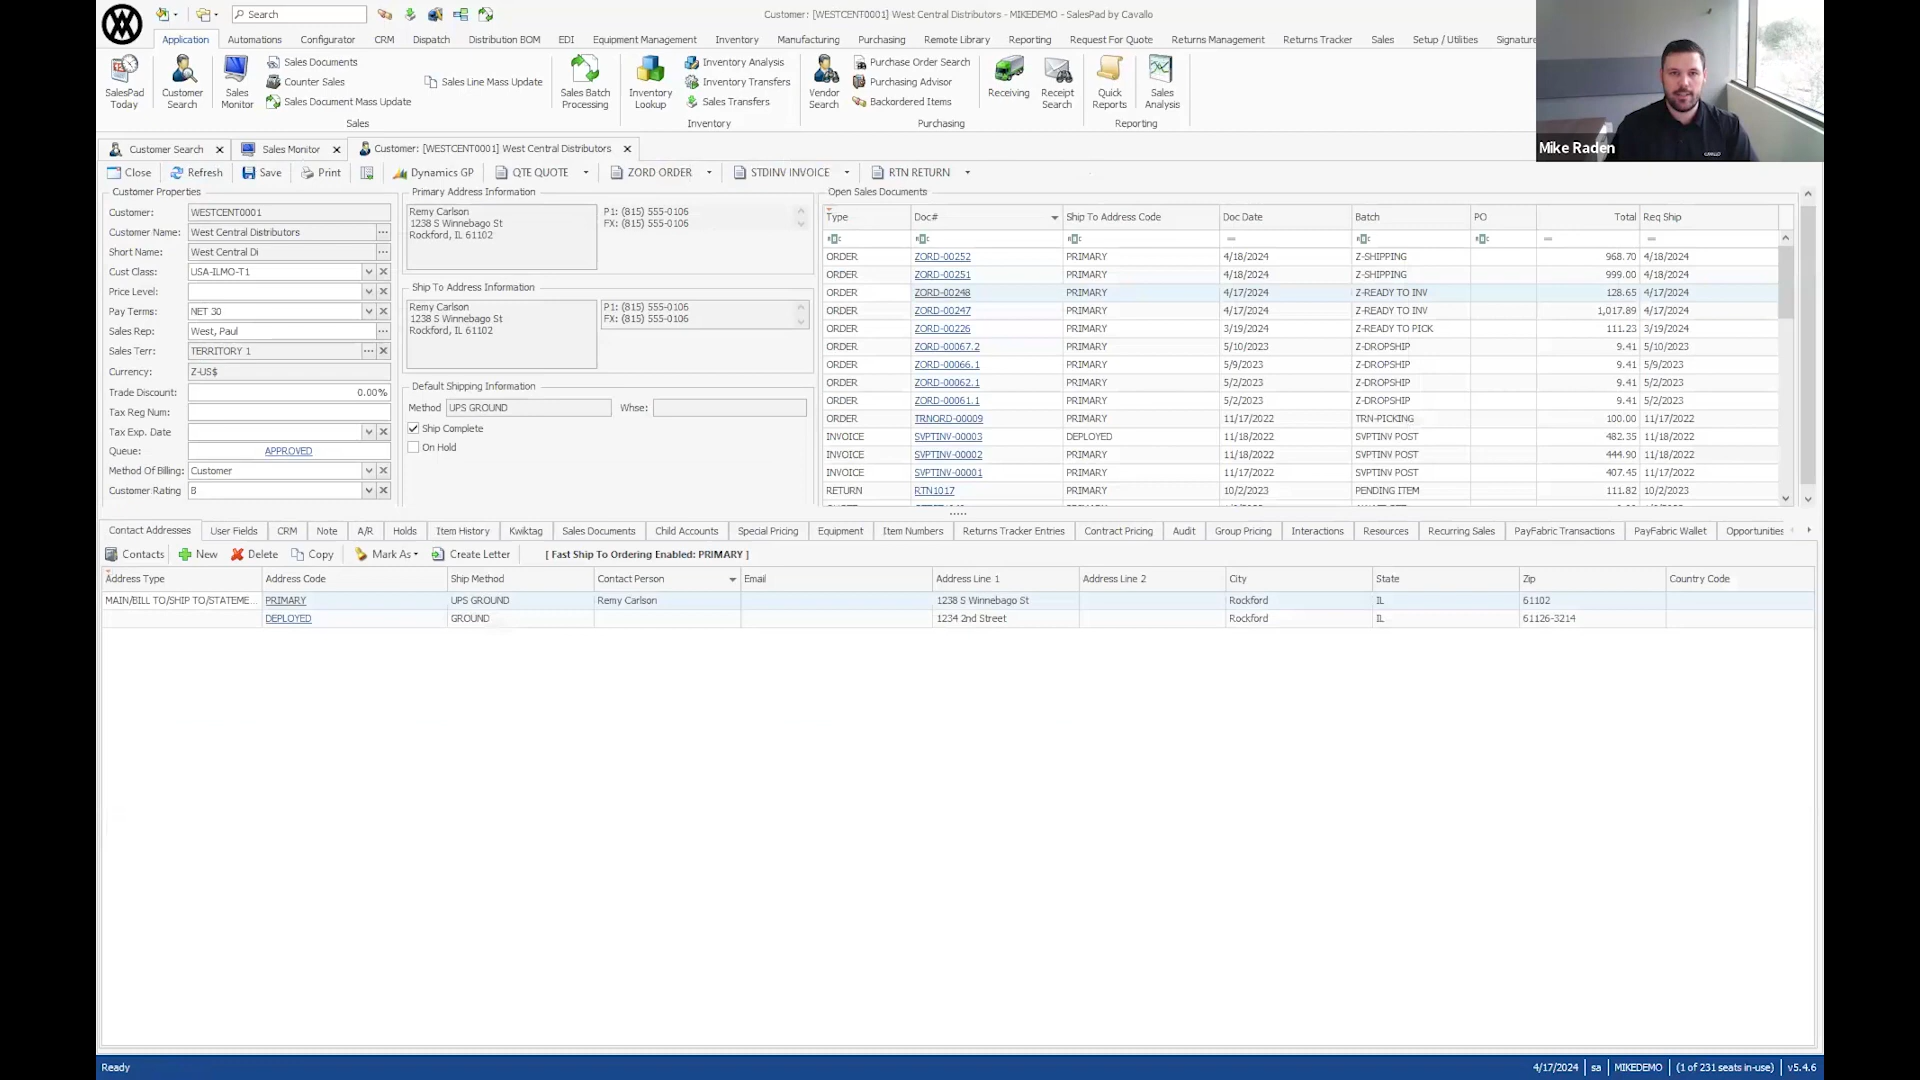 Search
Customer: [WESTCENT0001] West Central Distributors - MIKEDEMO - SalesPad by Cavallo
Application Automations Configurator CRM Dispatch Distribution BOM EDI Equipment Management Inventory Manufacturing Purchasing Remote Library Reporting Request For Quote Returns Management Returns Tracker Sales Setup / Utilities Signature
SalesPad Today
Customer Search
Sales Monitor
Sales Documents
Counter Sales
Sales Document Mass Update
Sales Line Mass Update
Sales Batch Processing
Inventory Lookup
Inventory Analysis
Inventory Transfers
Sales Transfers
Vendor Search
Purchase Order Search
Purchasing Advisor
Backordered Items
Receiving
Receipt Search
Quick Reports
Sales Analysis
Sales Inventory Purchasing Reporting
Mike Raden
Customer Search Sales Monitor Customer: [WESTCENT0001] West Central Distributors
Close Refresh Save Print Dynamics GP QTE QUOTE ZORD ORDER STDINV INVOICE RTN RETURN
Customer Properties
Customer: WESTCENT0001
Customer Name: West Central Distributors
Short Name: West Central Di
Cust Class: USA-ILMO-T1
Price Level:
Pay Terms: NET 30
Sales Rep: West, Paul
Sales Terr: TERRITORY 1
Currency: Z-US$
Trade Discount: 0.00%
Tax Reg Num:
Tax Exp. Date
Queue: APPROVED
Method Of Billing: Customer
Customer Rating B
Primary Address Information
Remy Carlson
1238 S Winnebago St
Rockford, IL 61102
P1: (815) 555-0106
FX: (815) 555-0106
Ship To Address Information
Remy Carlson
1238 S Winnebago St
Rockford, IL 61102
P1: (815) 555-0106
FX: (815) 555-0106
Default Shipping Information
Method UPS GROUND Whse:
Ship Complete
On Hold
Open Sales Documents
Type Doc# Ship To Address Code Doc Date Batch PO Total Req Ship
ORDER ZORD-00252 PRIMARY 4/18/2024 Z-SHIPPING 968.70 4/18/2024
ORDER ZORD-00251 PRIMARY 4/18/2024 Z-SHIPPING 999.00 4/18/2024
ORDER ZORD-00248 PRIMARY 4/17/2024 Z-READY TO INV 128.65 4/17/2024
ORDER ZORD-00247 PRIMARY 4/17/2024 Z-READY TO INV 1,017.89 4/17/2024
ORDER ZORD-00226 PRIMARY 3/19/2024 Z-READY TO PICK 111.23 3/19/2024
ORDER ZORD-00067.2 PRIMARY 5/10/2023 Z-DROPSHIP 9.41 5/10/2023
ORDER ZORD-00066.1 PRIMARY 5/9/2023 Z-DROPSHIP 9.41 5/9/2023
ORDER ZORD-00062.1 PRIMARY 5/2/2023 Z-DROPSHIP 9.41 5/2/2023
ORDER ZORD-00061.1 PRIMARY 5/2/2023 Z-DROPSHIP 9.41 5/2/2023
ORDER TRNORD-00009 PRIMARY 11/17/2022 TRN-PICKING 100.00 11/17/2022
INVOICE SVPTINV-00003 DEPLOYED 11/18/2022 SVPTINV POST 482.35 11/18/2022
INVOICE SVPTINV-00002 PRIMARY 11/18/2022 SVPTINV POST 444.90 11/18/2022
INVOICE SVPTINV-00001 PRIMARY 11/17/2022 SVPTINV POST 407.45 11/17/2022
RETURN RTN1017 PRIMARY 10/2/2023 PENDING ITEM 111.82 10/2/2023
Contact Addresses User Fields CRM Note A/R Holds Item History Kwiktag Sales Documents Child Accounts Special Pricing Equipment Item Numbers Returns Tracker Entries Contract Pricing Audit Group Pricing Interactions Resources Recurring Sales PayFabric Transactions PayFabric Wallet Opportunities
Contacts New Delete Copy Mark As Create Letter [ Fast Ship To Ordering Enabled: PRIMARY ]
Address Type Address Code Ship Method Contact Person Email Address Line 1 Address Line 2 City State Zip Country Code
MAIN/BILL TO/SHIP TO/STATEME... PRIMARY UPS GROUND Remy Carlson 1238 S Winnebago St Rockford IL 61102
DEPLOYED GROUND 1234 2nd Street Rockford IL 61126-3214
Ready 4/17/2024 sa MIKEDEMO (1 of 231 seats in-use) v5.4.6